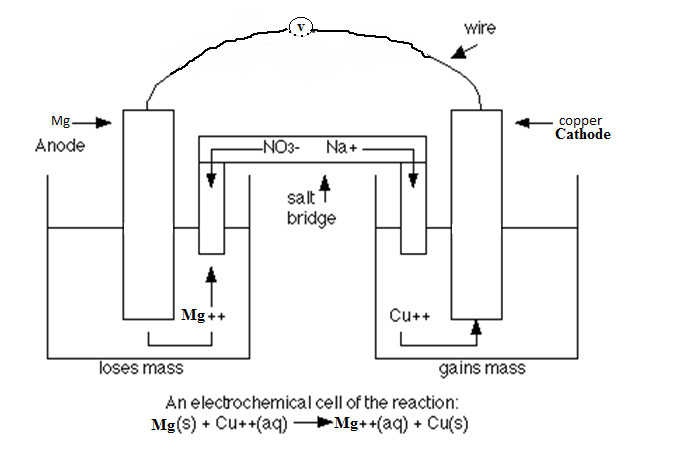 V
wire
Mg
Anode
copper
Cathode
NO3-
Na+
salt
bridge
Mg++
Cu++
loses mass
gains mass
An electrochemical cell of the reaction:
Mg(s) + Cu++(aq) → Mg++(aq) + Cu(s)